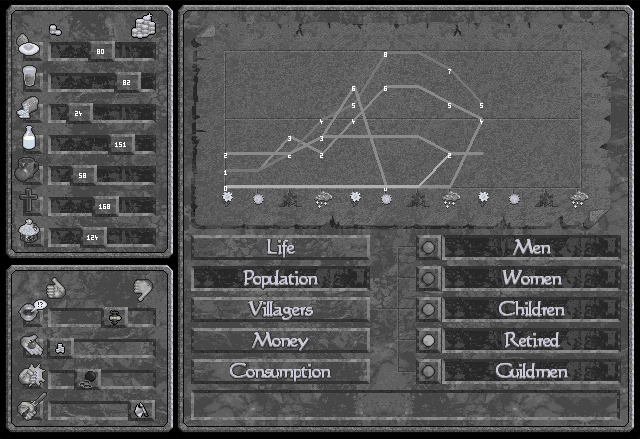 80
82
24
151
58
168
124
8
7
6
6
5
5
4
4
4
3
3
2
2
2
2
1
0
0
Life
Men
Population
Women
Villagers
Children
Money
Retired
Consumption
Guildmen